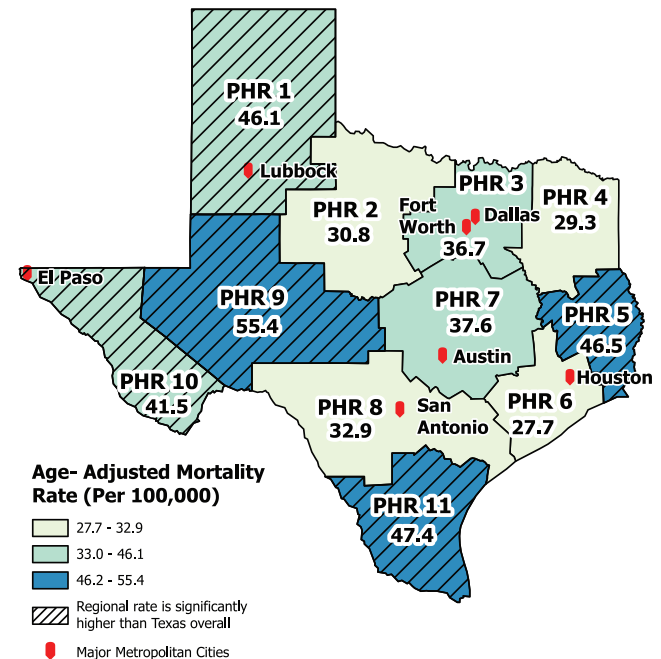 PHR 1
46.1
Lubbock
PHR 2
30.8
PHR 3
Fort
Worth
Dallas
36.7
PHR 4
29.3
El Paso
PHR 9
55.4
PHR 7
37.6
Austin
PHR 5
46.5
PHR 10
41.5
PHR 8
32.9
San
Antonio
PHR 6
27.7
Houston
PHR 11
47.4
Age- Adjusted Mortality
Rate (Per 100,000)
27.7 - 32.9
33.0 - 46.1
46.2 - 55.4
Regional rate is significantly
higher than Texas overall
Major Metropolitan Cities